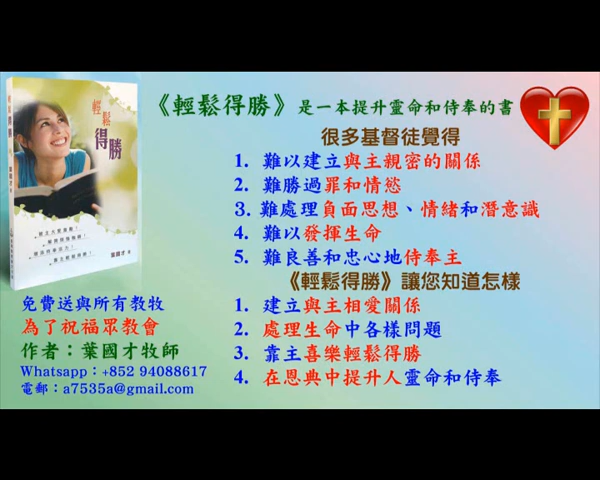 輕鬆
得勝
葉國才 著
《輕鬆得勝》是一本提升靈命和侍奉的書
很多基督徒覺得
1. 難以建立與主親密的關係
2. 難勝過罪和情慾
3. 難處理負面思想、情緒和潛意識
4. 難以發揮生命
5. 難良善和忠心地侍奉主
《輕鬆得勝》讓您知道怎樣
1. 建立與主相愛關係
2. 處理生命中各樣問題
3. 靠主喜樂輕鬆得勝
4. 在恩典中提升人靈命和侍奉
免費送與所有教牧
為了祝福眾教會
作者：葉國才牧師
Whatsapp：+852 94088617
電郵：a7535a@gmail.com